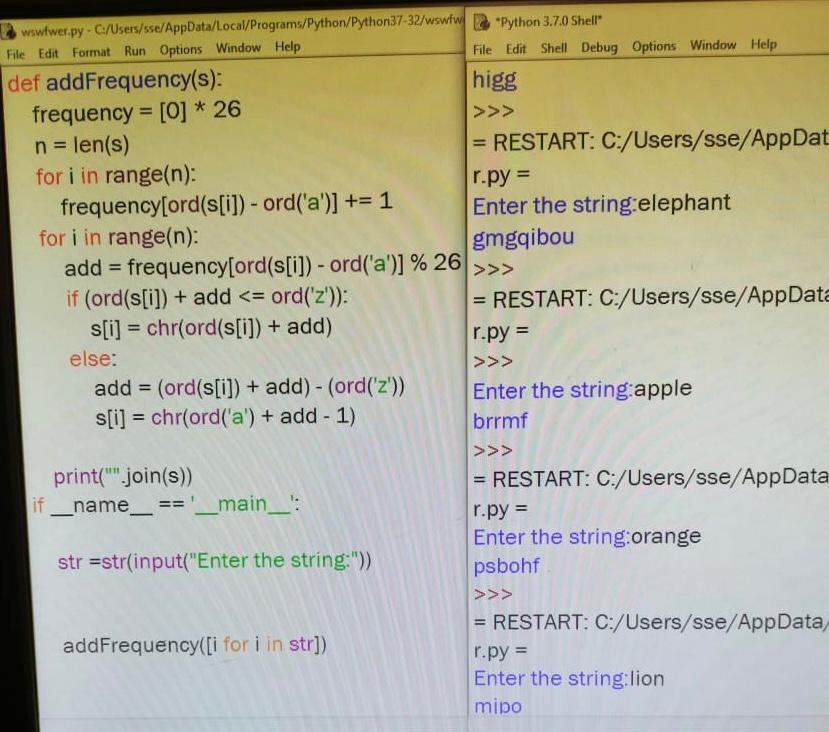 wswfwer.py - C:/Users/sse/AppData/Local/Programs/Python/Python37-32/wswfw
File Edit Format Run Options Window Help
def addFrequency(s):
frequency = [0] * 26
n = len(s)
for i in range(n):
frequency[ord(s[i]) - ord('a')] += 1
for i in range(n):
add = frequency[ord(s[i]) - ord('a')] % 26
if (ord(s[i]) + add <= ord('z')):
s[i] = chr(ord(s[i]) + add)
else:
add = (ord(s[i]) + add) - (ord('z'))
s[i] = chr(ord('a') + add - 1)
print("".join(s))
if __name__ == '__main__':
str =str(input("Enter the string:"))
addFrequency([i for i in str])
*Python 3.7.0 Shell*
File Edit Shell Debug Options Window Help
higg
>>>
= RESTART: C:/Users/sse/AppDat
r.py =
Enter the string:elephant
gmgqibou
>>>
= RESTART: C:/Users/sse/AppData
r.py =
>>>
Enter the string:apple
brrmf
>>>
= RESTART: C:/Users/sse/AppData
r.py =
Enter the string:orange
psbohf
>>>
= RESTART: C:/Users/sse/AppData/
r.py =
Enter the string:lion
mjpo